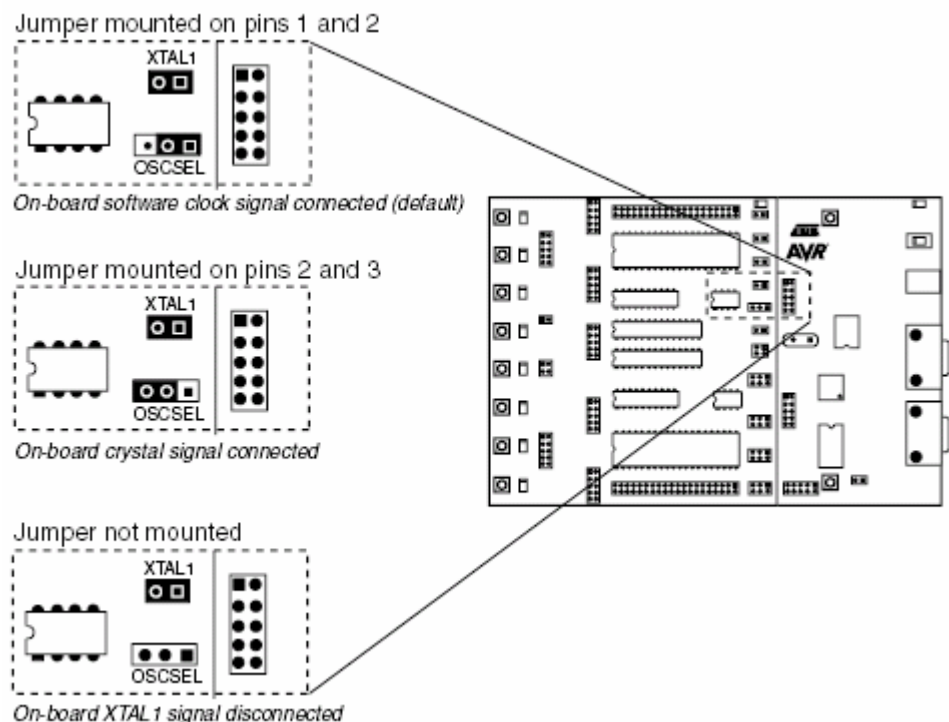 Jumper mounted on pins 1 and 2
XTAL1
OSCSEL
On-board software clock signal connected (default)
Jumper mounted on pins 2 and 3
XTAL1
OSCSEL
On-board crystal signal connected
Jumper not mounted
XTAL1
OSCSEL
On-board XTAL1 signal disconnected
AVR